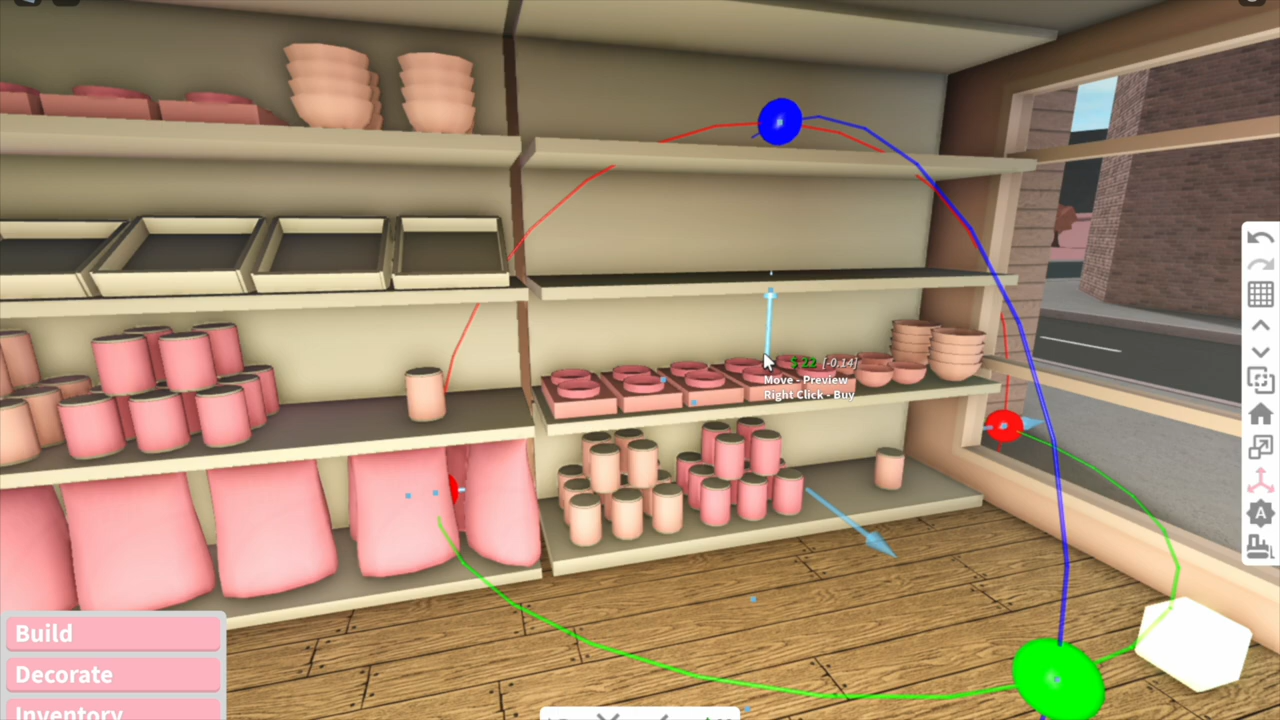 $ 22 [-0,14]
Move - Preview
Right Click - Buy
A
Build
Decorate
Inventory